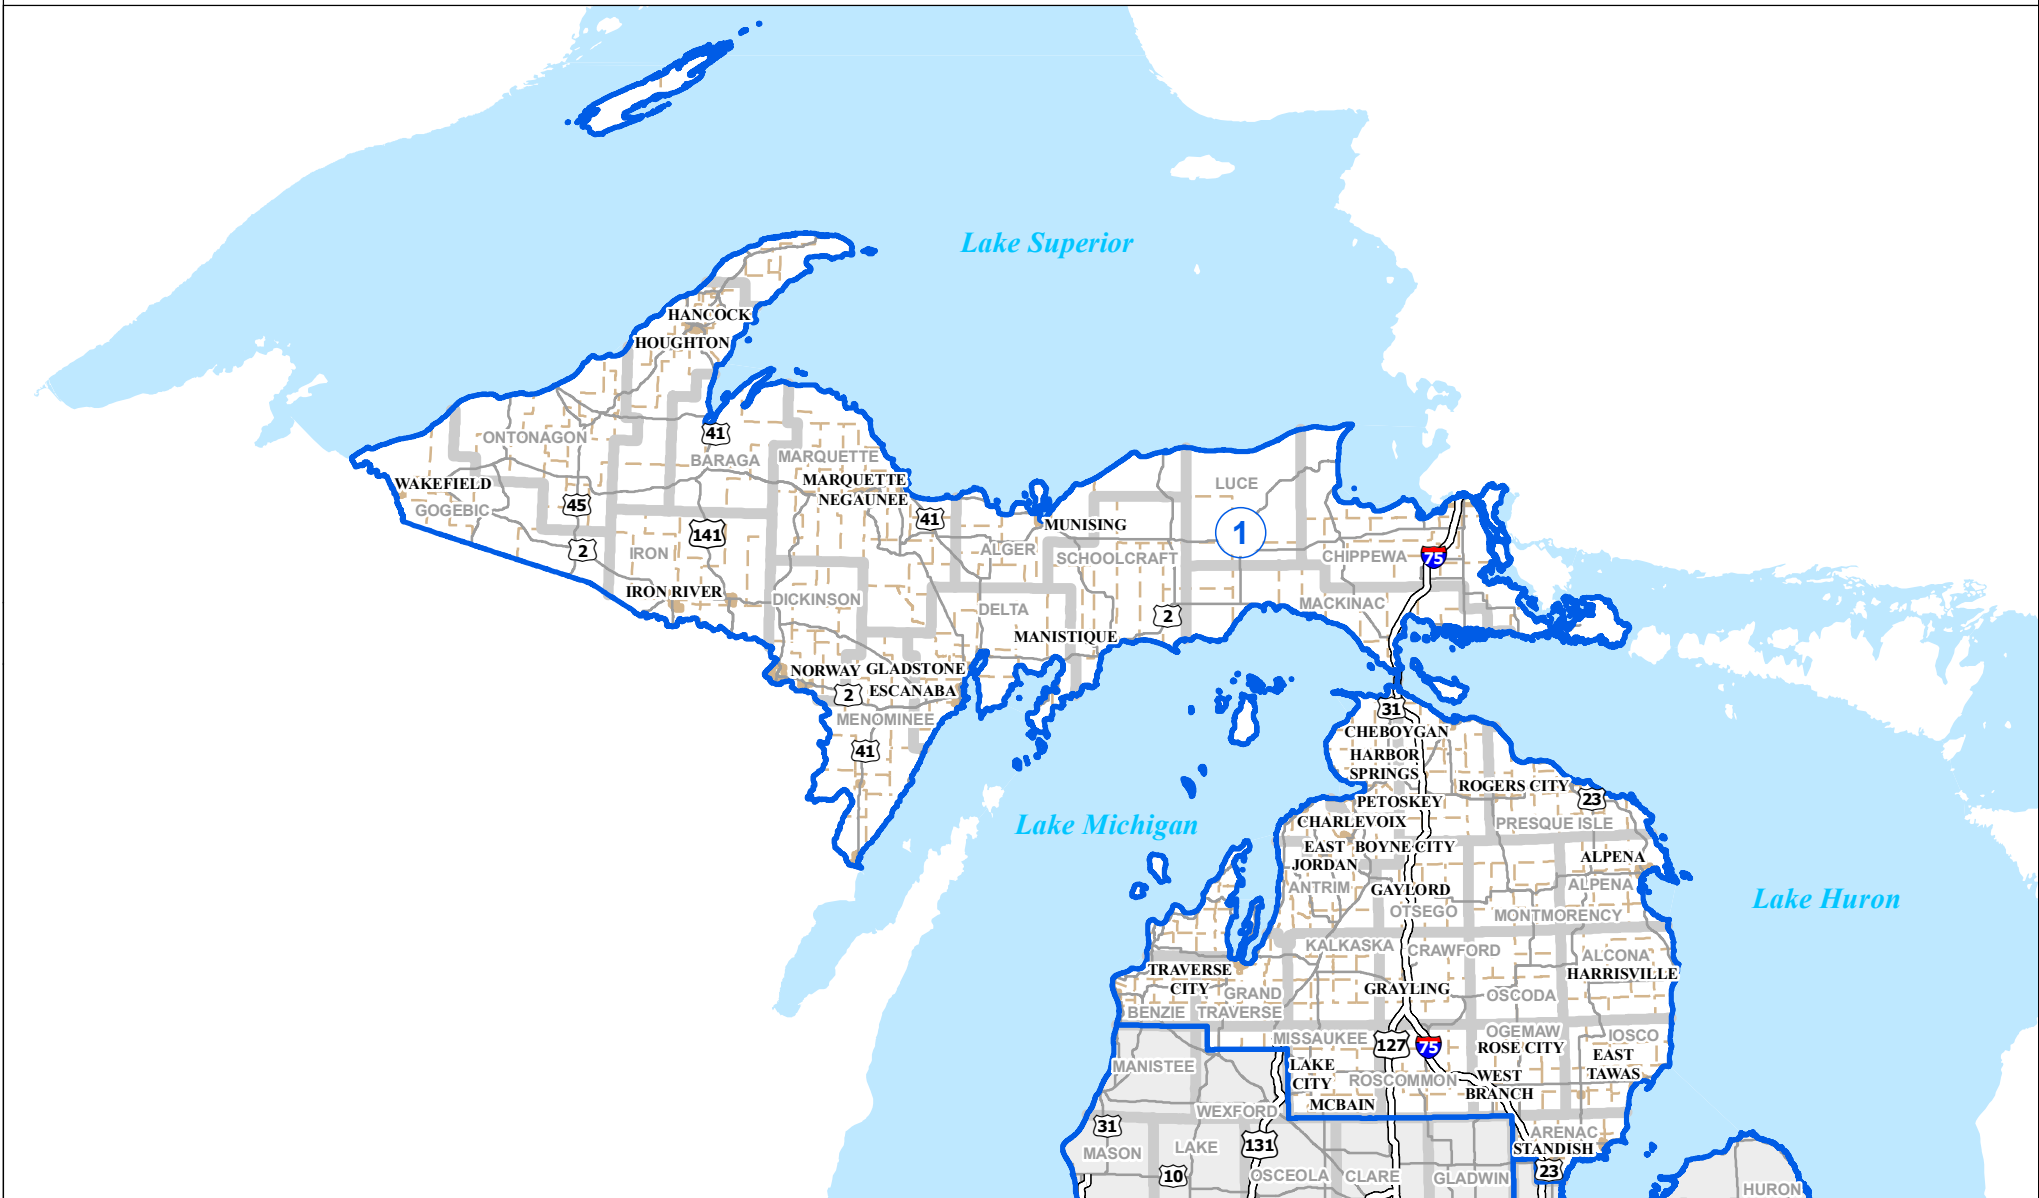 Lake Superior
HANCOCK
HOUGHTON
41
ONTONAGON
BARAGA
MARQUETTE
WAKEFIELD
GOGEBIC
45
MARQUETTE
NEGAUNEE
41
LUCE
MUNISING
1
141
2
IRON
ALGER
SCHOOLCRAFT
CHIPPEWA
75
IRON RIVER
DICKINSON
DELTA
MACKINAC
2
MANISTIQUE
NORWAY
GLADSTONE
2
ESCANABA
MENOMINEE
41
31
CHEBOYGAN
HARBOR
SPRINGS
ROGERS CITY
23
PETOSKEY
CHARLEVOIX
PRESQUE ISLE
Lake Michigan
EAST
JORDAN
BOYNE CITY
ALPENA
ANTRIM
GAYLORD
ALPENA
OTSEGO
MONTMORENCY
Lake Huron
KALKASKA
CRAWFORD
ALCONA
HARRISVILLE
TRAVERSE
CITY
GRAND
TRAVERSE
GRAYLING
OSCODA
BENZIE
MISSAUKEE
127
75
OGEMAW
ROSE CITY
IOSCO
EAST
TAWAS
MANISTEE
LAKE
CITY
ROSCOMMON
WEST
BRANCH
WEXFORD
MCBAIN
31
131
ARENAC
STANDISH
MASON
LAKE
10
OSCEOLA
CLARE
GLADWIN
23
HURON